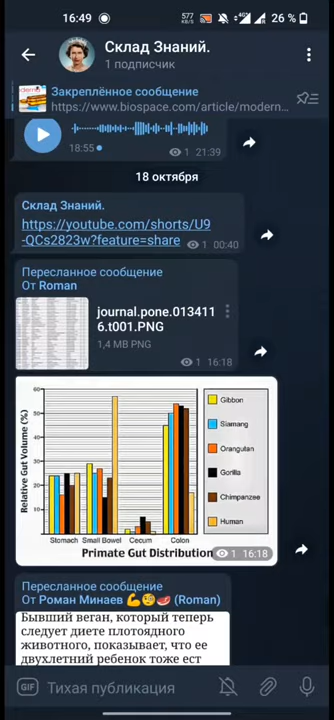 16:49
577
KB/S
4G
26 %
Склад Знаний.
1 подписчик
Закреплённое сообщение
https://www.biospace.com/article/modern...
18:55
1 21:39
18 октября
Склад Знаний.
https://youtube.com/shorts/U9
-QCs2823w?feature=share
1 00:40
Пересланное сообщение
От Roman
journal.pone.013411
6.t001.PNG
1,4 MB PNG
1 16:18
Relative Gut Volume (%)
60
50
40
30
20
10
0
Stomach Small Bowel Cecum Colon
Primate Gut Distribution
Gibbon
Siamang
Orangutan
Gorilla
Chimpanzee
Human
1 16:18
Пересланное сообщение
От Роман Минаев 💪🧐🥩 (Roman)
Бывший веган, который теперь
следует диете плотоядного
животного, показывает, что ее
двухлетний ребенок тоже ест
GIF
Тихая публикация